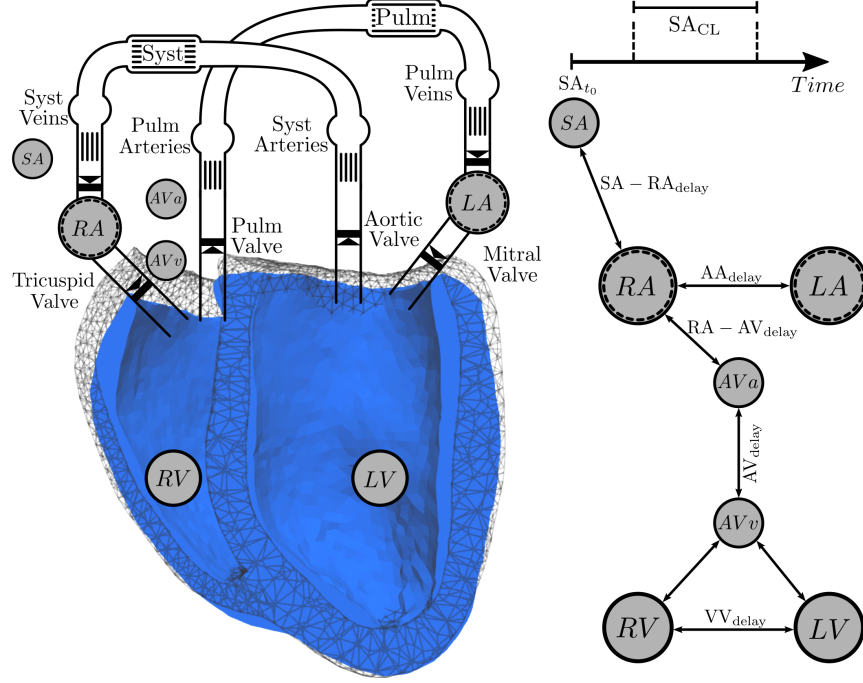 Pulm
Syst
Syst
Veins
Pulm
Arteries
Syst
Arteries
Pulm
Veins
SA
AVa
AVv
RA
LA
Pulm
Valve
Aortic
Valve
Mitral
Valve
Tricuspid
Valve
RV
LV
SA_CL
SA_t₀
Time
SA
SA − RA_delay
RA
AA_delay
LA
RA − AV_delay
AVa
AV_delay
AVv
RV
VV_delay
LV